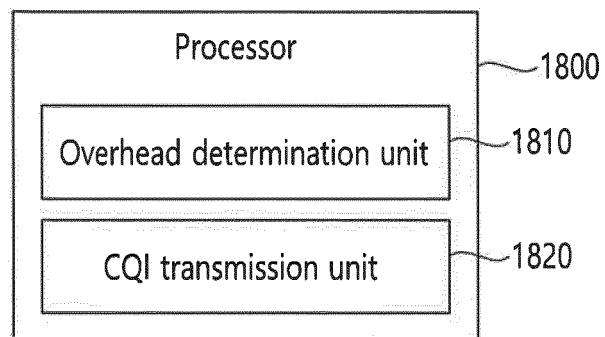 Processor
1800
Overhead determination unit
1810
CQI transmission unit
1820